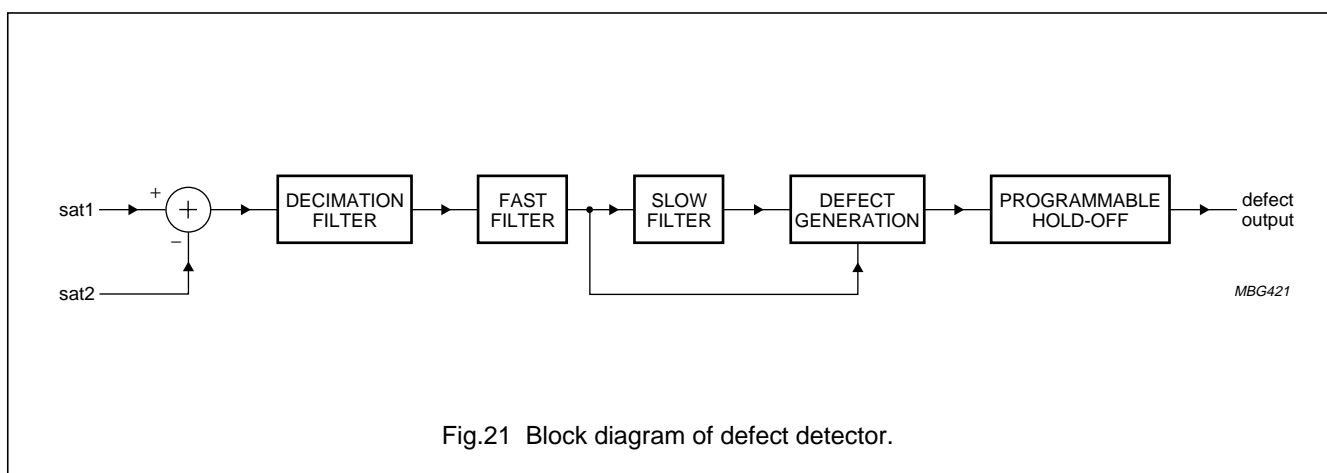 sat1
+
−
+
sat2
DECIMATION
FILTER
FAST
FILTER
SLOW
FILTER
DEFECT
GENERATION
PROGRAMMABLE
HOLD-OFF
defect
output
MBG421
Fig.21 Block diagram of defect detector.